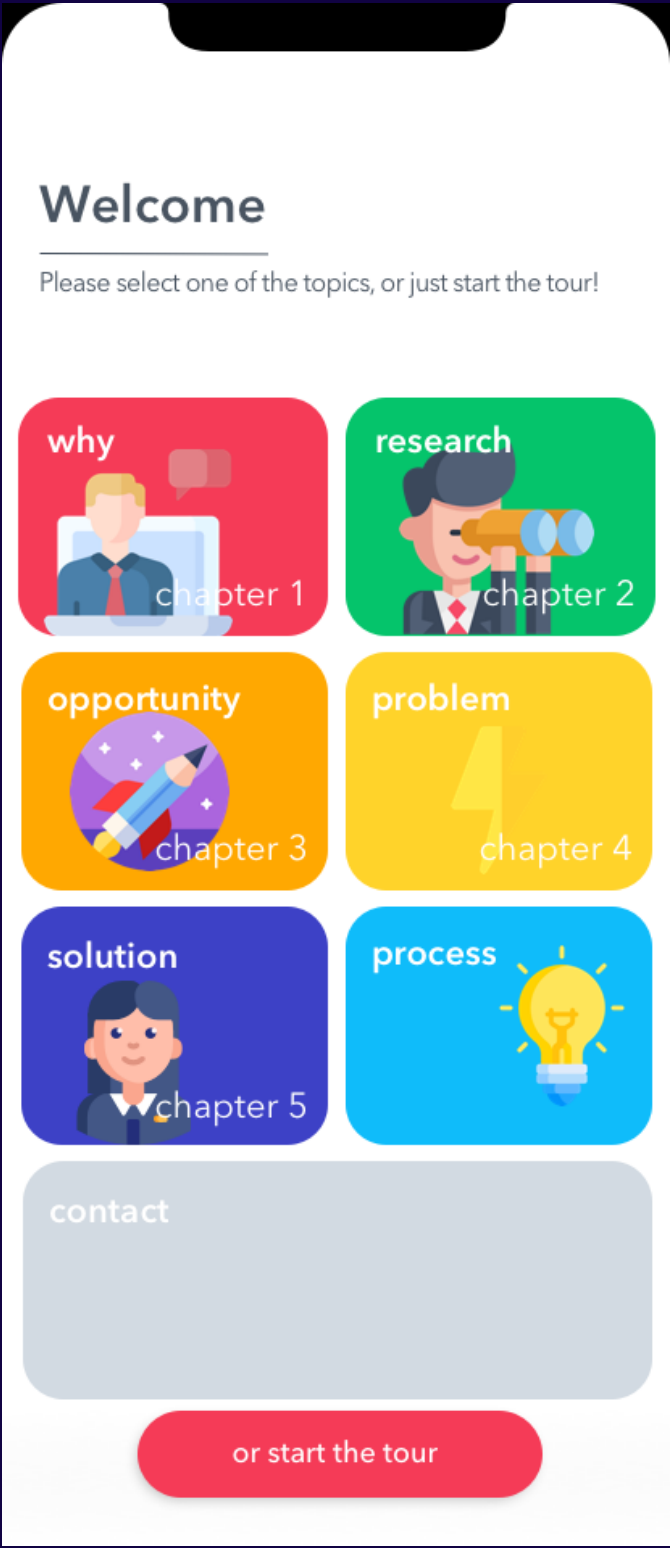 Welcome
Please select one of the topics, or just start the tour!
why
chapter 1
research
chapter 2
opportunity
chapter 3
problem
chapter 4
solution
chapter 5
process
contact
or start the tour